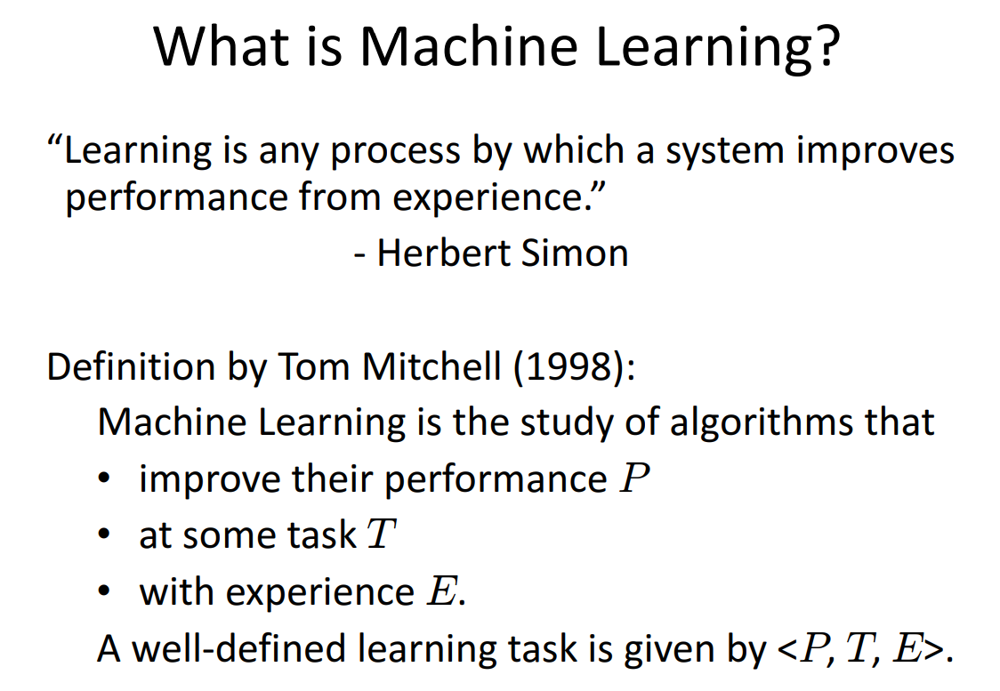 What is Machine Learning?
“Learning is any process by which a system improves
performance from experience.”
- Herbert Simon
Definition by Tom Mitchell (1998):
Machine Learning is the study of algorithms that
• improve their performance P
• at some task T
• with experience E.
A well-defined learning task is given by <P, T, E>.